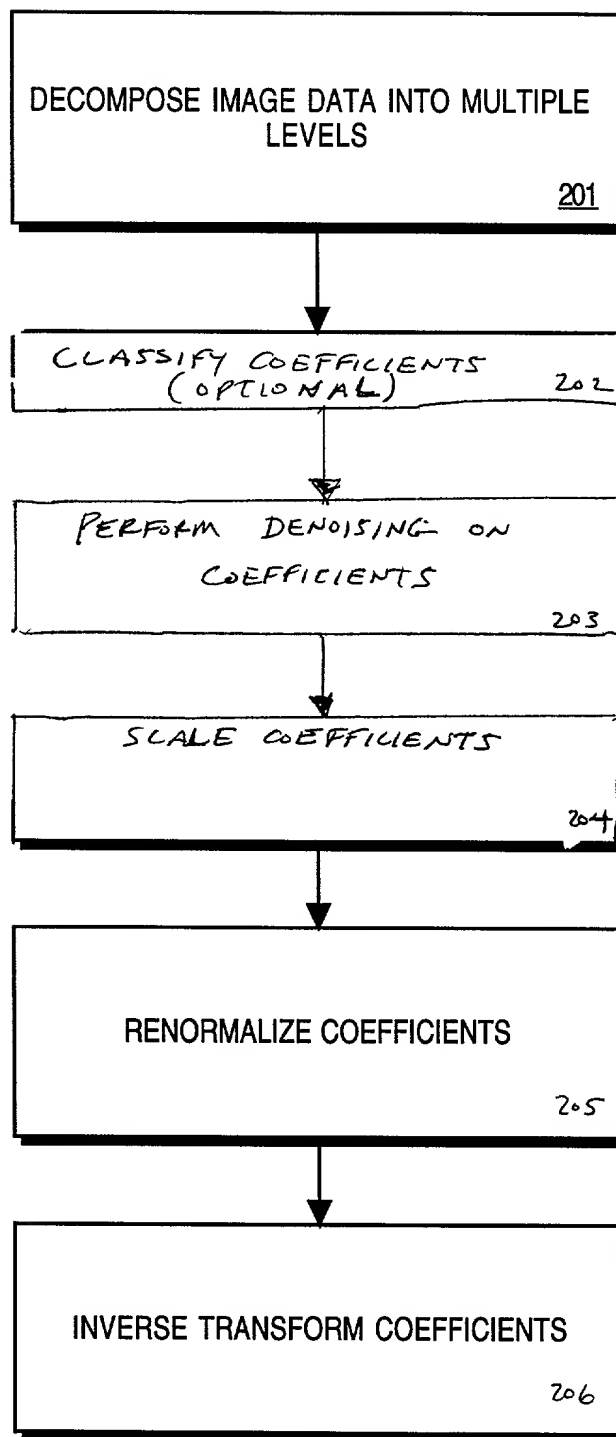 DECOMPOSE IMAGE DATA INTO MULTIPLE
LEVELS
201
CLASSIFY COEFFICIENTS
(OPTIONAL)
202
PERFORM DENOISING ON
COEFFICIENTS
203
SCALE COEFFICIENTS
204
RENORMALIZE COEFFICIENTS
205
INVERSE TRANSFORM COEFFICIENTS
206